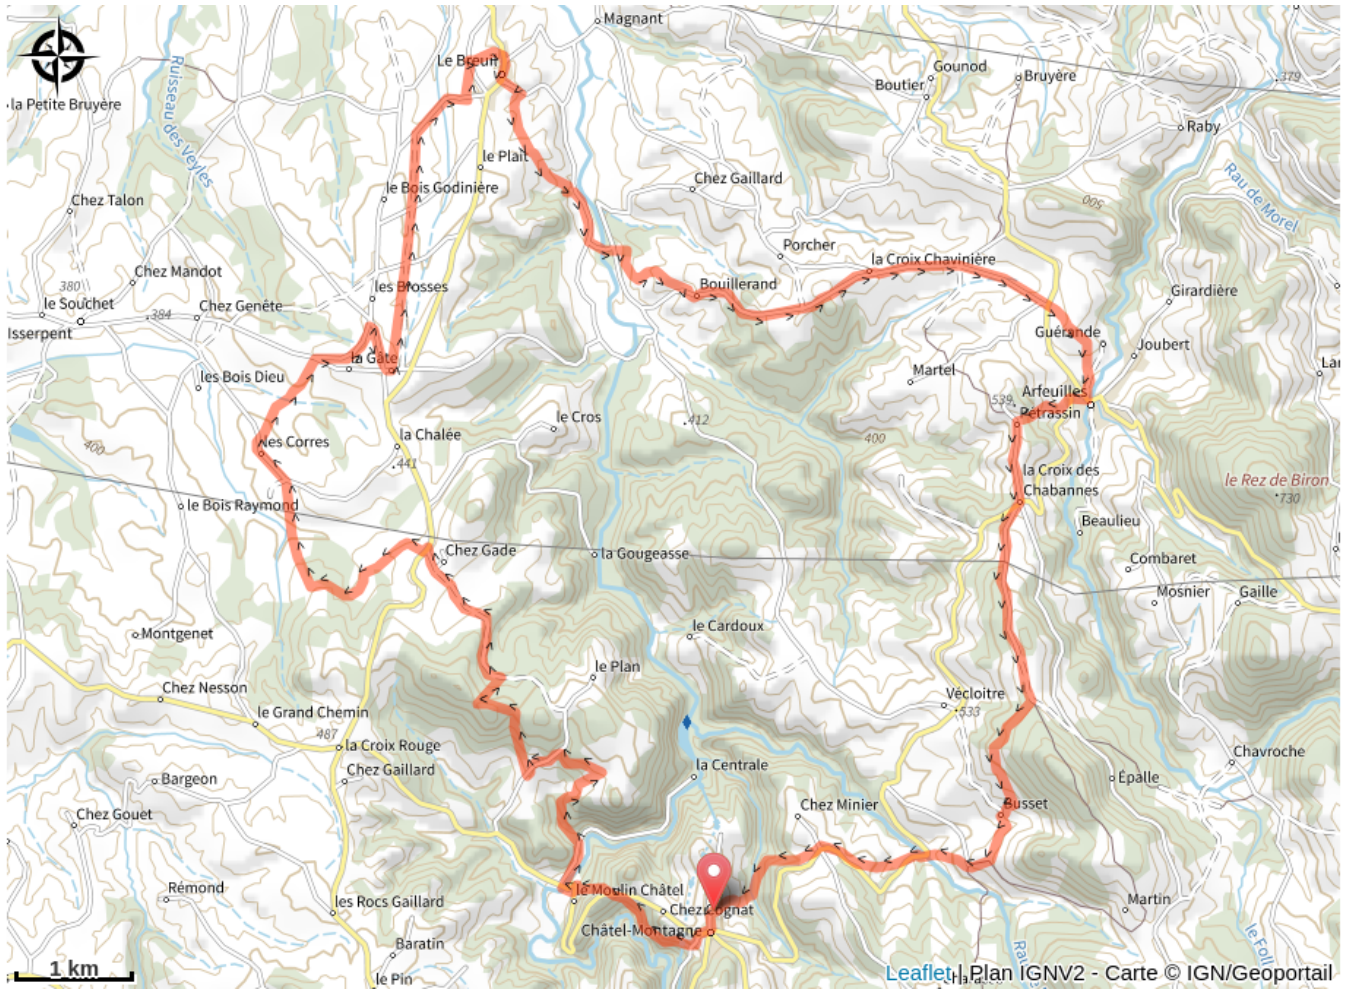 Magnant
Le Breuil
Gounod
Bruyère
Boutier
379
la Petite Bruyère
Ruisseau des Veyles
Raby
le Plait
Chez Gaillard
Rau de Morel
le Bois Godinière
Chez Talon
500
Porcher
la Croix Chavinière
Chez Mandot
380
les Brosses
Bouillerand
Girardière
le Souchet
Chez Genête
384
Isserpent
Guérande
Joubert
la Gâte
Martel
les Bois Dieu
Arfeuilles
539
Pétrassin
le Cros
412
les Corres
la Chalée
400
400
441
la Croix des
Chabannes
le Rez de Biron
730
le Bois Raymond
Beaulieu
Chez Gade
la Gougeasse
Combaret
Mosnier
Gaille
Montgenet
le Cardoux
le Plan
Chez Nesson
Vécloitre
533
le Grand Chemin
487
la Croix Rouge
Chavroche
Chez Gaillard
la Centrale
Bargeon
Épalle
Chez Minier
Busset
Chez Gouet
Rémond
le Moulin Châtel
Martin
les Rocs Gaillard
Chez Lognat
Châtel-Montagne
Baratin
le Pin
1 km
Leaflet | Plan IGNV2 - Carte © IGN/Geoportail